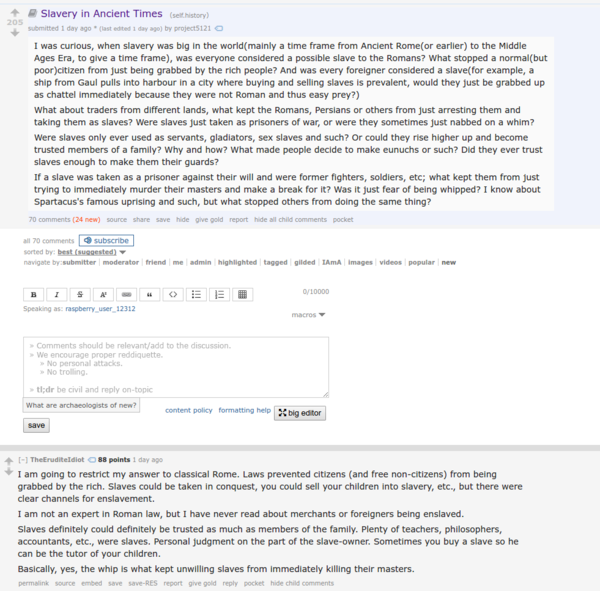 Slavery in Ancient Times (self.history)
205
submitted 1 day ago * (last edited 1 day ago) by project5121
I was curious, when slavery was big in the world(mainly a time frame from Ancient Rome(or earlier) to the Middle
Ages Era, to give a time frame), was everyone considered a possible slave to the Romans? What stopped a normal(but
poor)citizen from just being grabbed by the rich people? And was every foreigner considered a slave(for example, a
ship from Gaul pulls into harbour in a city where buying and selling slaves is prevalent, would they just be grabbed up
as chattel immediately because they were not Roman and thus easy prey?)
What about traders from different lands, what kept the Romans, Persians or others from just arresting them and
taking them as slaves? Were slaves just taken as prisoners of war, or were they sometimes just nabbed on a whim?
Were slaves only ever used as servants, gladiators, sex slaves and such? Or could they rise higher up and become
trusted members of a family? Why and how? What made people decide to make eunuchs or such? Did they ever trust
slaves enough to make them their guards?
If a slave was taken as a prisoner against their will and were former fighters, soldiers, etc; what kept them from just
trying to immediately murder their masters and make a break for it? Was it just fear of being whipped? I know about
Spartacus's famous uprising and such, but what stopped others from doing the same thing?
70 comments (24 new) source share save hide give gold report hide all child comments pocket
all 70 comments subscribe
sorted by: best (suggested)
navigate by: submitter | moderator | friend | me | admin | highlighted | tagged | gilded | IAmA | images | videos | popular | new
B I S A 0/10000
Speaking as: raspberry_user_12312
macros
> Comments should be relevant/add to the discussion.
> We encourage proper reddiquette.
> No personal attacks.
> No trolling.
> tl;dr be civil and reply on-topic
What are archaeologists of new?
content policy formatting help big editor
save
[–] TheEruditeIdiot 88 points 1 day ago
I am going to restrict my answer to classical Rome. Laws prevented citizens (and free non-citizens) from being
grabbed by the rich. Slaves could be taken in conquest, you could sell your children into slavery, etc., but there were
clear channels for enslavement.
I am not an expert in Roman law, but I have never read about merchants or foreigners being enslaved.
Slaves definitely could definitely be trusted as much as members of the family. Plenty of teachers, philosophers,
accountants, etc., were slaves. Personal judgment on the part of the slave-owner. Sometimes you buy a slave so he
can be the tutor of your children.
Basically, yes, the whip is what kept unwilling slaves from immediately killing their masters.
permalink source embed save save-RES report give gold reply pocket hide child comments